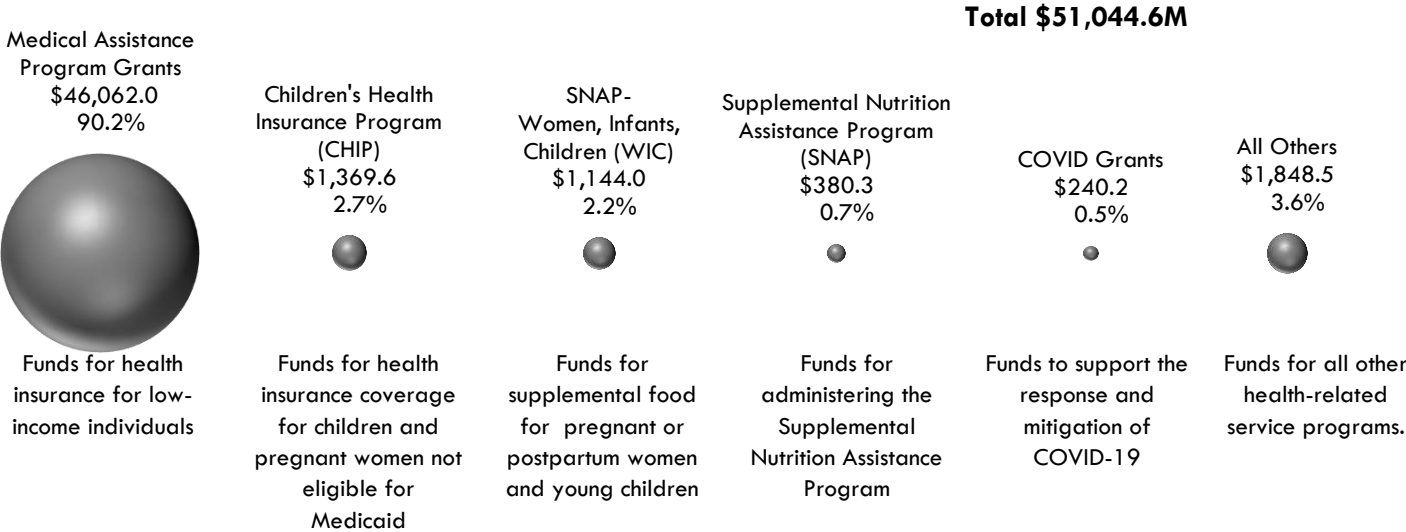 Total $51,044.6M
Medical Assistance
Program Grants
$46,062.0
90.2%
Children's Health
Insurance Program
(CHIP)
$1,369.6
2.7%
SNAP-
Women, Infants,
Children (WIC)
$1,144.0
2.2%
Supplemental Nutrition
Assistance Program
(SNAP)
$380.3
0.7%
COVID Grants
$240.2
0.5%
All Others
$1,848.5
3.6%
Funds for health
insurance for low-
income individuals
Funds for health
insurance coverage
for children and
pregnant women not
eligible for
Medicaid
Funds for
supplemental food
for pregnant or
postpartum women
and young children
Funds for
administering the
Supplemental
Nutrition Assistance
Program
Funds to support the
response and
mitigation of
COVID-19
Funds for all other
health-related
service programs.